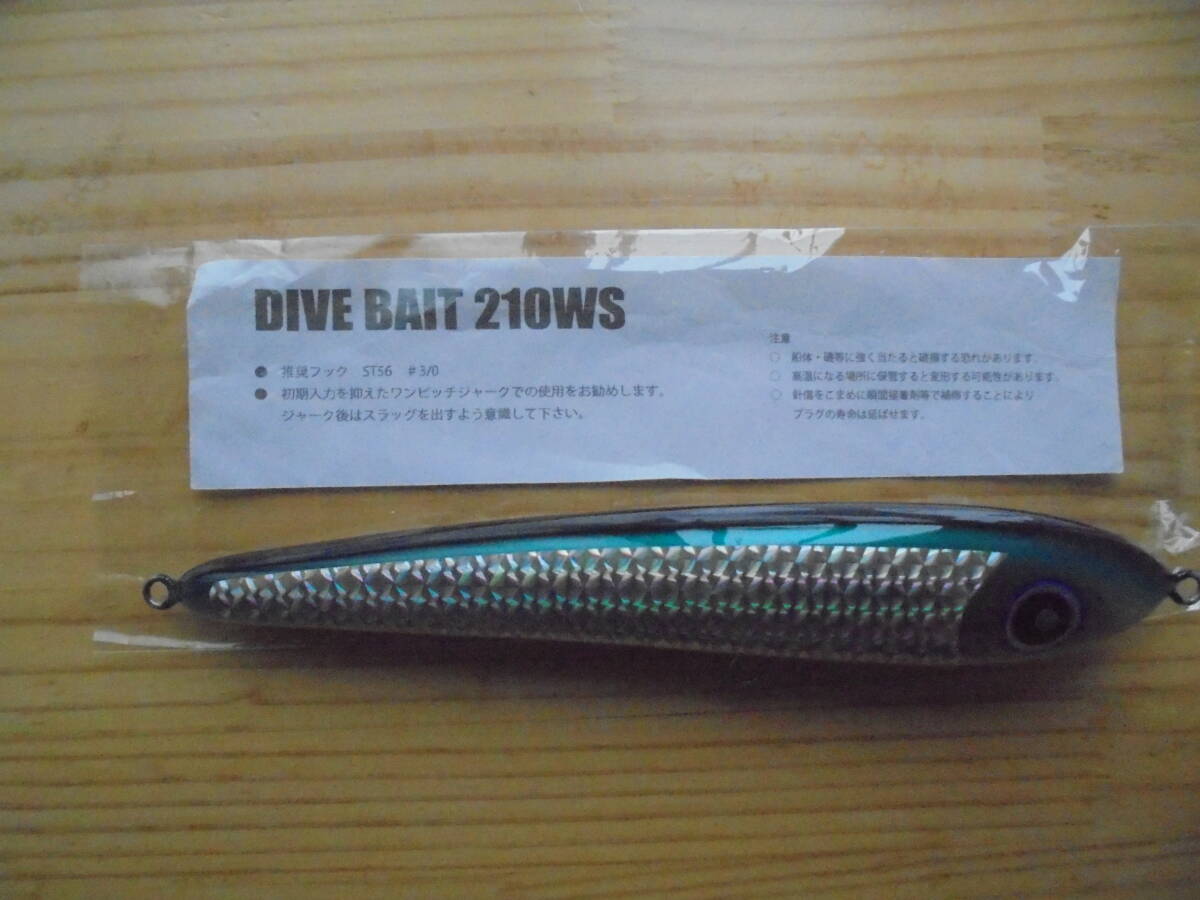 DIVE BAIT 210WS
● 推奨フック ST56 #3/0
● 初期入力を抑えたワンピッチジャークでの使用をお勧めします。
ジャーク後はスラッグを出すよう意識して下さい。
注意
○ 船体・磯等に強く当たると破損する恐れがあります。
○ 高温になる場所に保管すると変形する可能性があります。
○ 針傷をこまめに瞬間接着剤等で補修することにより
プラグの寿命は延ばせます。